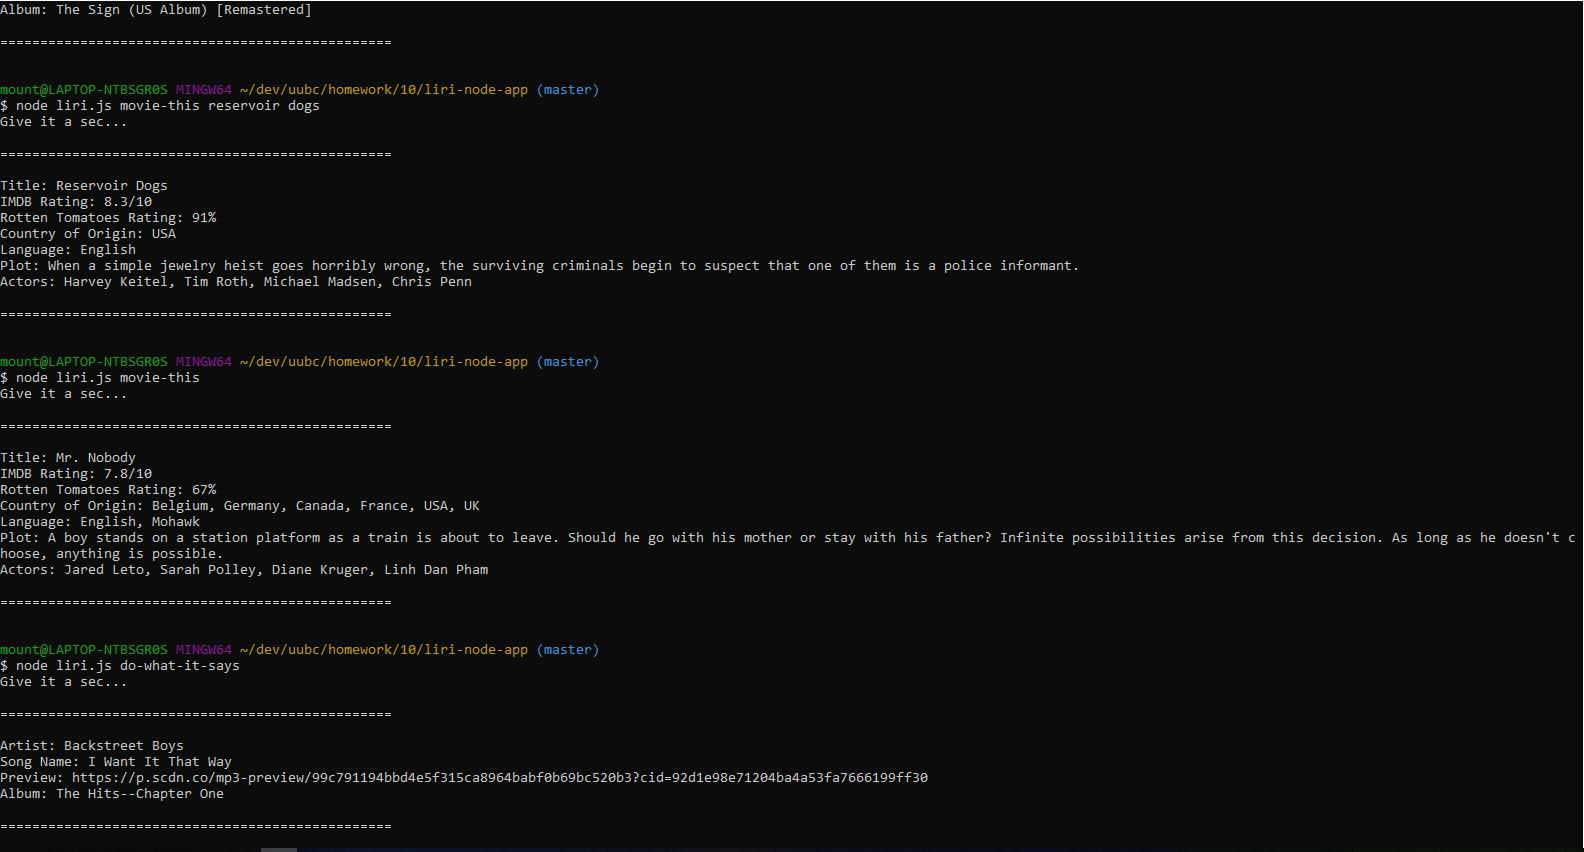 Album: The Sign (US Album) [Remastered]
=================================================
mount@LAPTOP-NTBSGR0S MINGW64 ~/dev/uubc/homework/10/liri-node-app (master)
$ node liri.js movie-this reservoir dogs
Give it a sec...
=================================================
Title: Reservoir Dogs
IMDB Rating: 8.3/10
Rotten Tomatoes Rating: 91%
Country of Origin: USA
Language: English
Plot: When a simple jewelry heist goes horribly wrong, the surviving criminals begin to suspect that one of them is a police informant.
Actors: Harvey Keitel, Tim Roth, Michael Madsen, Chris Penn
=================================================
mount@LAPTOP-NTBSGR0S MINGW64 ~/dev/uubc/homework/10/liri-node-app (master)
$ node liri.js movie-this
Give it a sec...
=================================================
Title: Mr. Nobody
IMDB Rating: 7.8/10
Rotten Tomatoes Rating: 67%
Country of Origin: Belgium, Germany, Canada, France, USA, UK
Language: English, Mohawk
Plot: A boy stands on a station platform as a train is about to leave. Should he go with his mother or stay with his father? Infinite possibilities arise from this decision. As long as he doesn't c
hoose, anything is possible.
Actors: Jared Leto, Sarah Polley, Diane Kruger, Linh Dan Pham
=================================================
mount@LAPTOP-NTBSGR0S MINGW64 ~/dev/uubc/homework/10/liri-node-app (master)
$ node liri.js do-what-it-says
Give it a sec...
=================================================
Artist: Backstreet Boys
Song Name: I Want It That Way
Preview: https://p.scdn.co/mp3-preview/99c791194bbd4e5f315ca8964babf0b69bc520b3?cid=92d1e98e71204ba4a53fa7666199ff30
Album: The Hits--Chapter One
=================================================